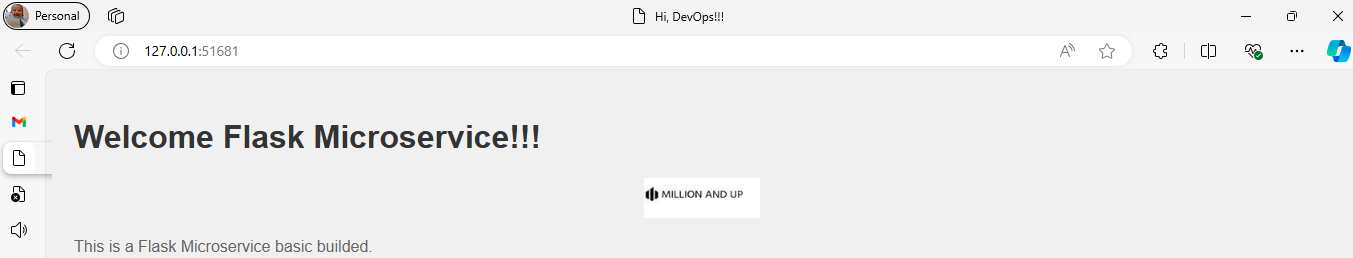 Personal
Hi, DevOps!!!
127.0.0.1:51681
Welcome Flask Microservice!!!
MILLION AND UP
This is a Flask Microservice basic builded.